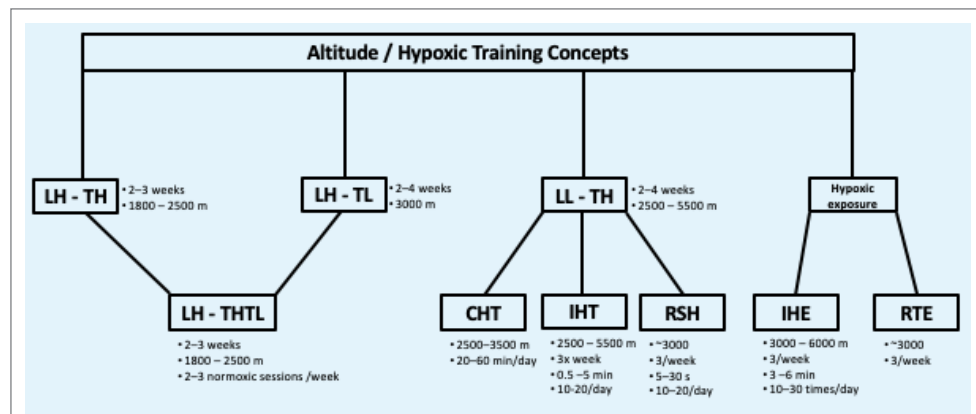 Altitude / Hypoxic Training Concepts
LH - TH
• 2–3 weeks
• 1800 – 2500 m
LH - TL
• 2–4 weeks
• 3000 m
LL - TH
• 2–4 weeks
• 2500 – 5500 m
Hypoxic
exposure
LH - THTL
• 2–3 weeks
• 1800 – 2500 m
• 2–3 normoxic sessions /week
CHT
• 2500–3500 m
• 20–60 min/day
IHT
• 2500 – 5500 m
• 3x week
• 0.5 –5 min
• 10-20/day
RSH
• ~3000
• 3/week
• 5–30 s
• 10–20/day
IHE
• 3000 – 6000 m
• 3/week
• 3 –6 min
• 10–30 times/day
RTE
• ~3000
• 3/week